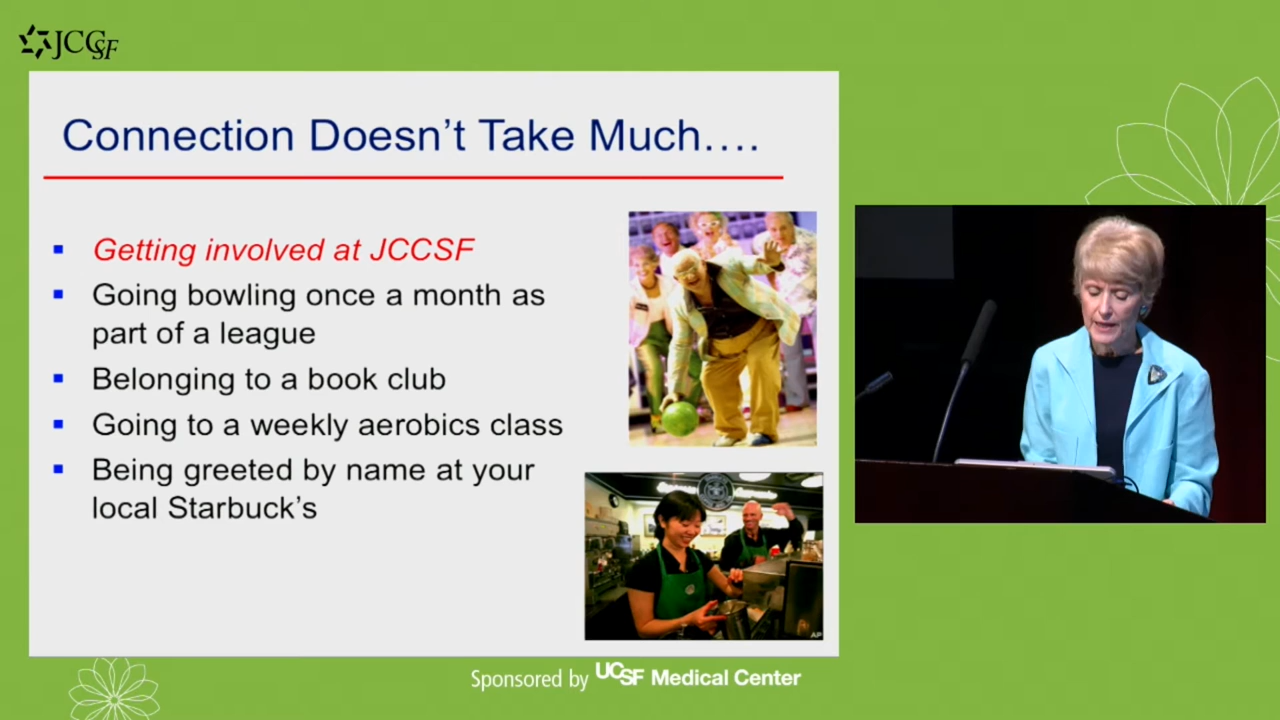 JCCSF
Connection Doesn't Take Much....
Getting involved at JCCSF
Going bowling once a month as
part of a league
Belonging to a book club
Going to a weekly aerobics class
Being greeted by name at your
local Starbuck's
AP
Sponsored by UCSF Medical Center